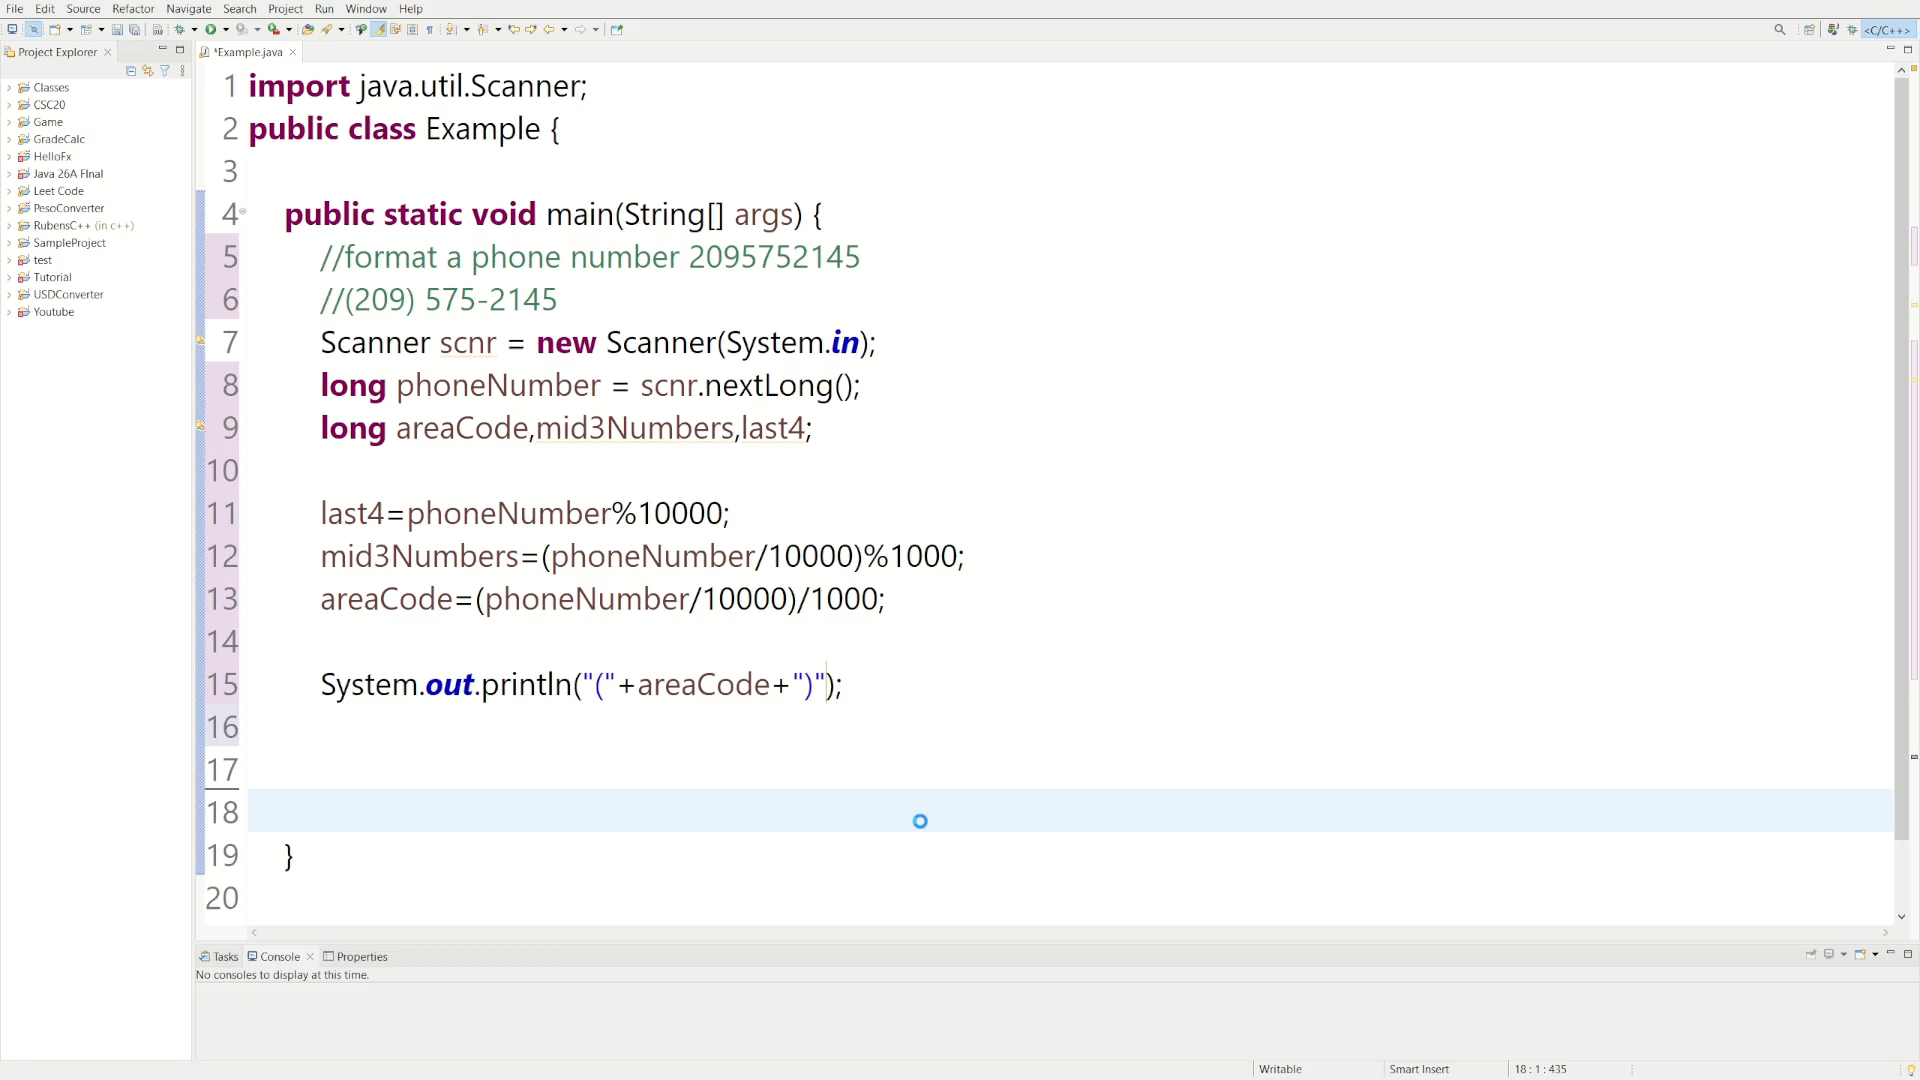 File Edit Source Refactor Navigate Search Project Run Window Help
<C/C++>
Project Explorer
*Example.java
Classes
CSC20
Game
GradeCalc
HelloFx
Java 26A FInal
Leet Code
PesoConverter
RubensC++ (in c++)
SampleProject
test
Tutorial
USDConverter
Youtube
1 import java.util.Scanner;
2 public class Example {
3
4 public static void main(String[] args) {
5 //format a phone number 2095752145
6 //(209) 575-2145
7 Scanner scnr = new Scanner(System.in);
8 long phoneNumber = scnr.nextLong();
9 long areaCode,mid3Numbers,last4;
10
11 last4=phoneNumber%10000;
12 mid3Numbers=(phoneNumber/10000)%1000;
13 areaCode=(phoneNumber/10000)/1000;
14
15 System.out.println("("+areaCode+")");
16
17
18
19 }
20
Tasks Console Properties
No consoles to display at this time.
Writable Smart Insert 18 : 1 : 435